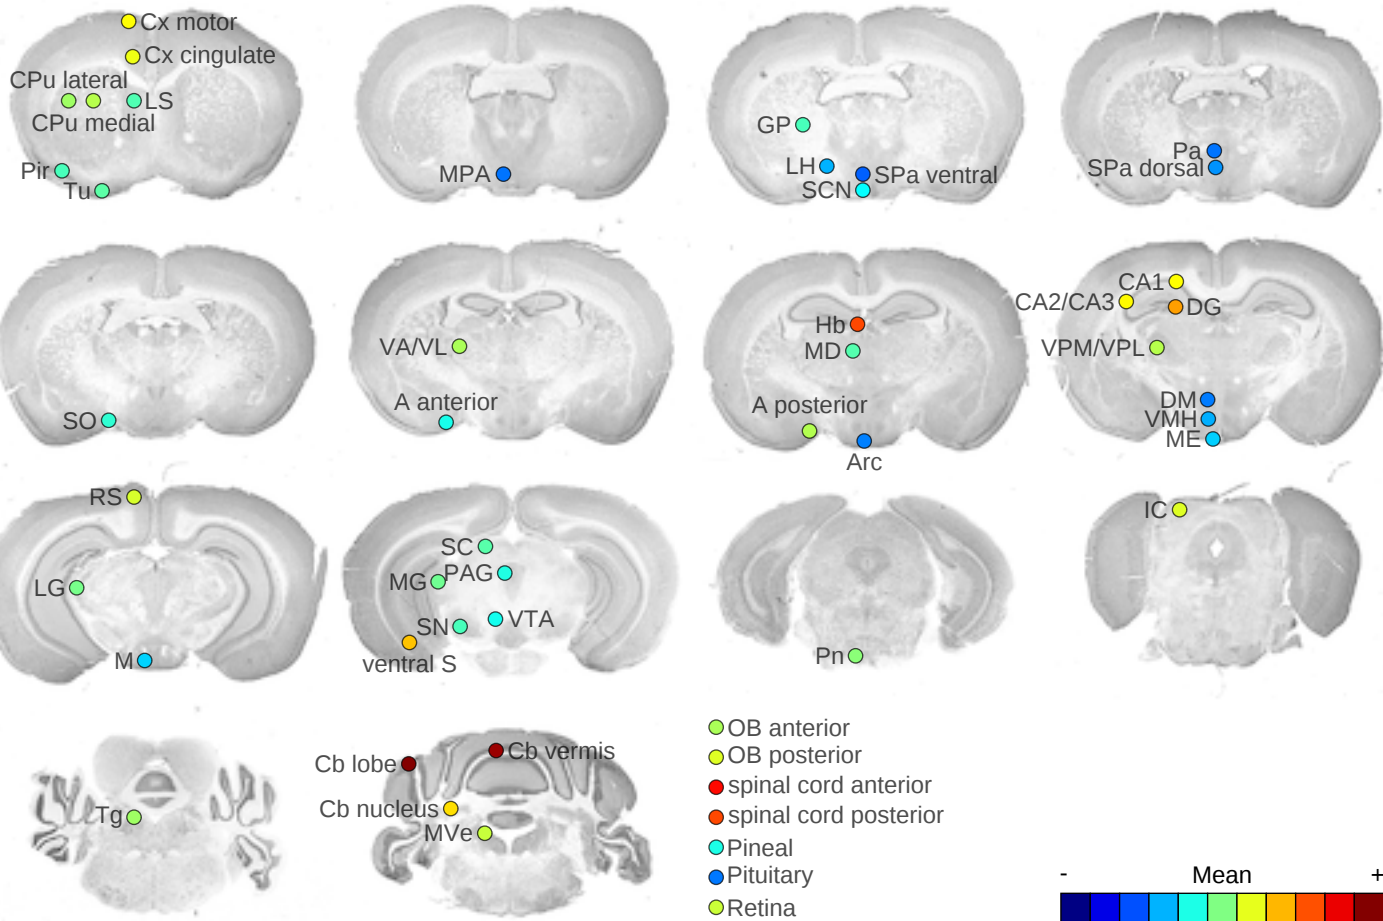 Cx motor
Cx cingulate
CPu lateral
LS
CPu medial
Pir
Tu
MPA
GP
LH
SPa ventral
SCN
Pa
SPa dorsal
SO
VA/VL
A anterior
Hb
MD
A posterior
Arc
CA1
CA2/CA3
DG
VPM/VPL
DM
VMH
ME
RS
LG
M
SC
PAG
MG
VTA
SN
ventral S
Pn
IC
Tg
Cb lobe
Cb vermis
Cb nucleus
MVe
OB anterior
OB posterior
spinal cord anterior
spinal cord posterior
Pineal
Pituitary
Retina
- Mean +